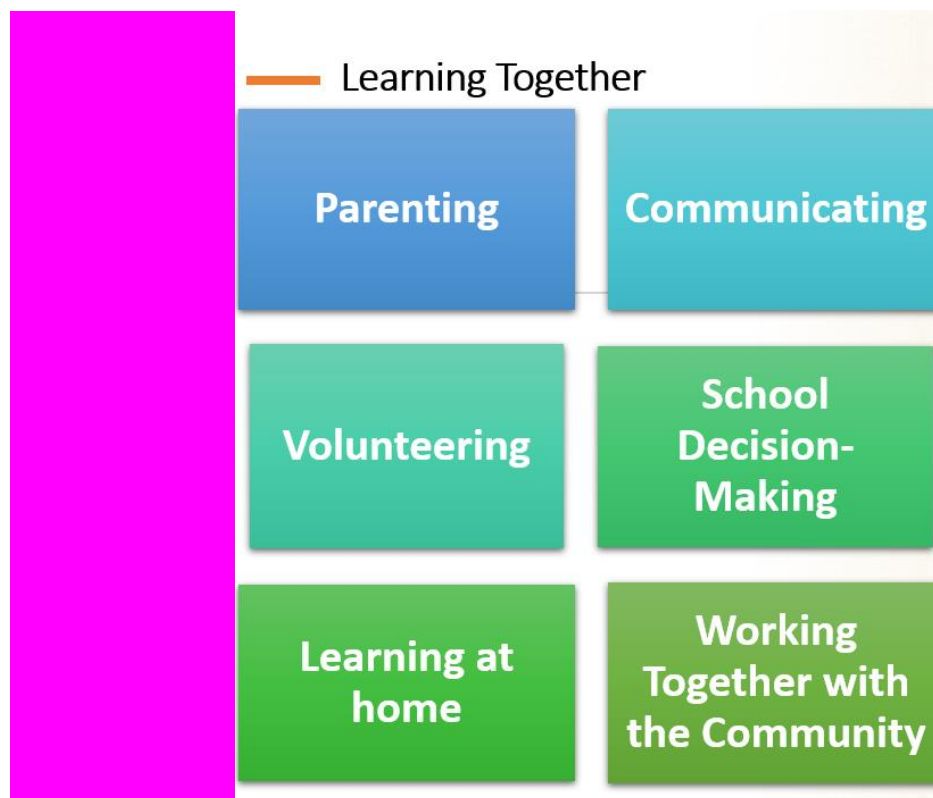 Learning Together
Parenting
Communicating
Volunteering
School
Decision-
Making
Learning at
home
Working
Together with
the Community